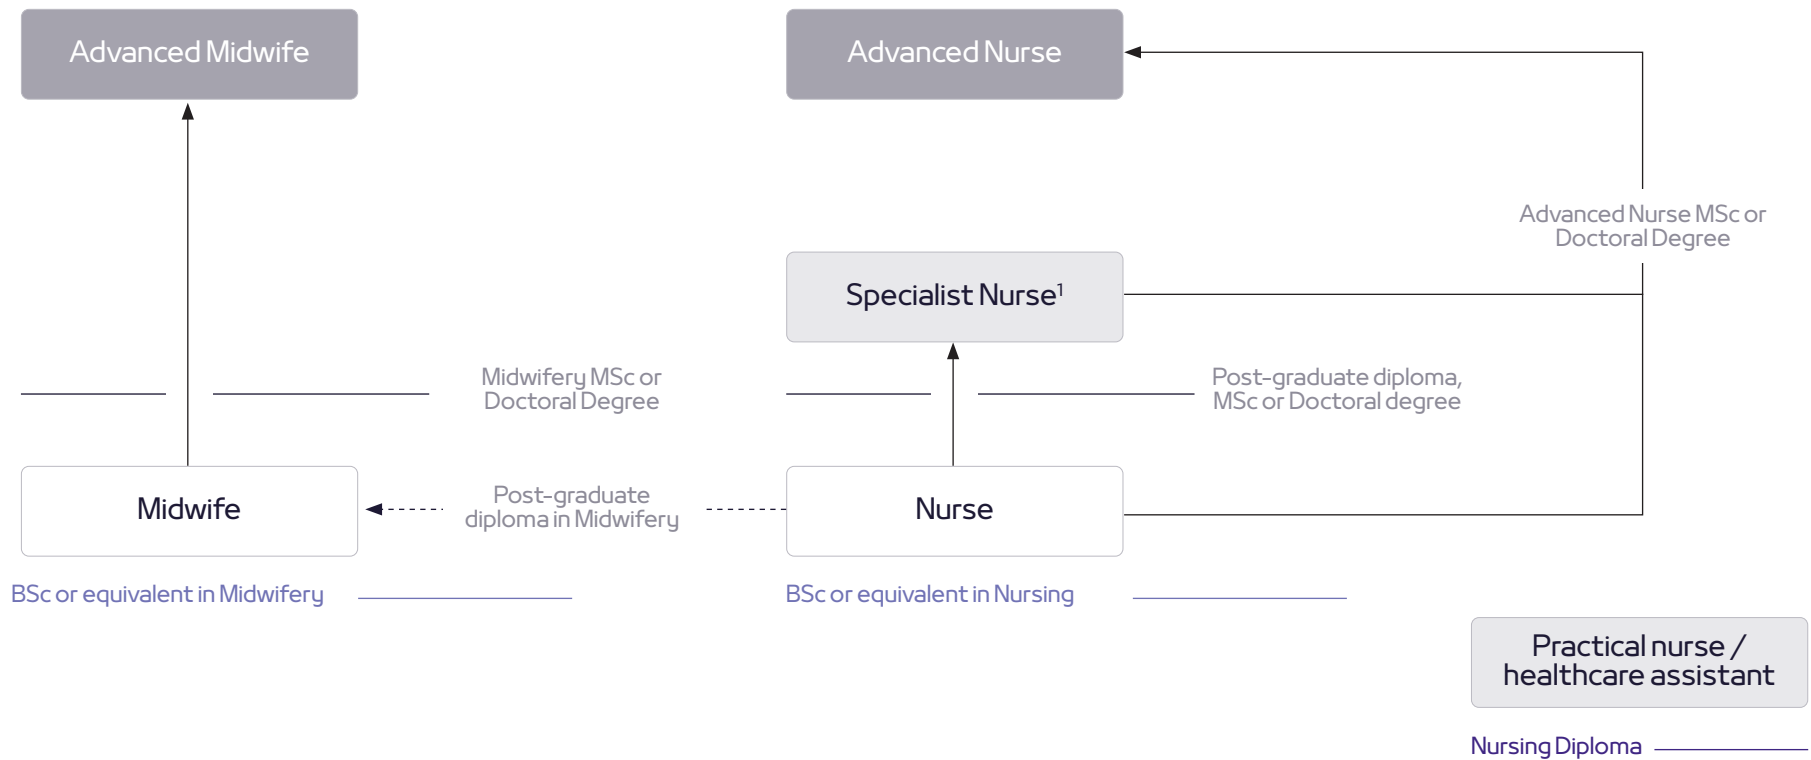 Advanced Midwife
Advanced Nurse
Advanced Nurse MSc or
Doctoral Degree
Specialist Nurse¹
Midwifery MSc or
Doctoral Degree
Post-graduate diploma,
MSc or Doctoral degree
Midwife
Post-graduate
diploma in Midwifery
Nurse
BSc or equivalent in Midwifery
BSc or equivalent in Nursing
Practical nurse /
healthcare assistant
Nursing Diploma